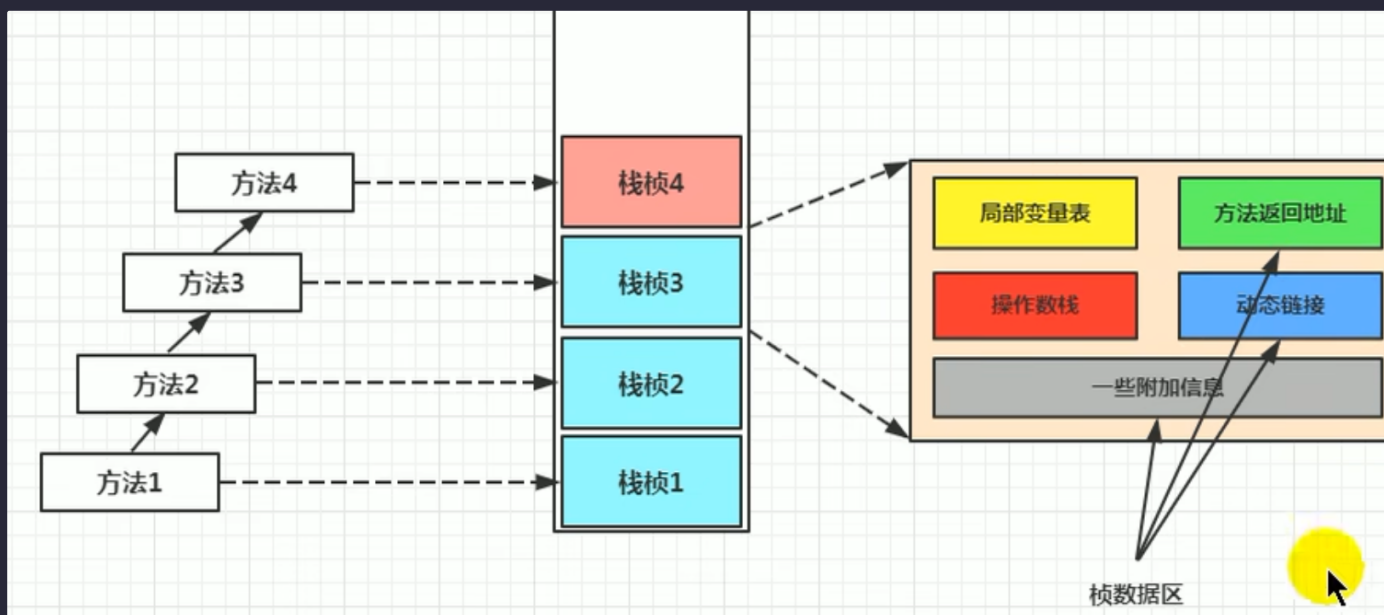 方法4
栈桢4
方法3
栈桢3
方法2
栈桢2
方法1
栈桢1
局部变量表
方法返回地址
操作数栈
动态链接
一些附加信息
桢数据区